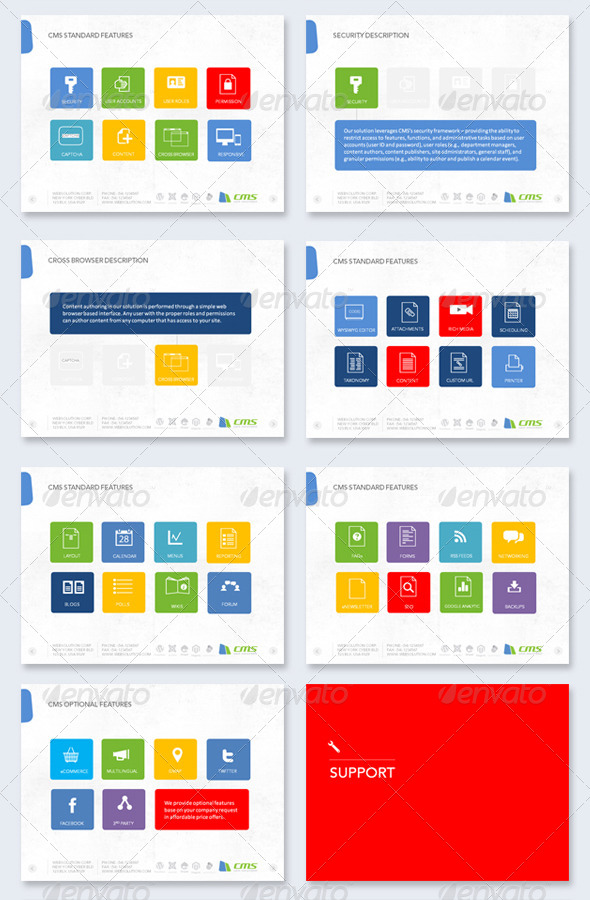 CMS STANDARD FEATURES
SECURITY
USER ACCOUNTS
USER ROLES
PERMISSION
CAPTCHA
CONTENT
CROSS BROWSER
RESPONSIVE
CMS
SECURITY DESCRIPTION
SECURITY
Our solution leverages CMS's security framework – providing the ability to
restrict access to features, functions, and administrative tasks based on user
accounts (user ID and password), user roles (e.g., department managers,
content authors, content publishers, site administrators, general staff), and
granular permissions (e.g., ability to author and publish a calendar event).
CMS
CROSS BROWSER DESCRIPTION
Content authoring in our solution is performed through a simple web
browser based interface. Any user with the proper roles and permissions
can author content from any computer that has access to your site.
CAPTCHA
CROSS BROWSER
CMS
CMS STANDARD FEATURES
CODE
WYSIWYG EDITOR
ATTACHMENTS
RICH MEDIA
SCHEDULING
TAXONOMY
CONTENT
CUSTOM URL
PRINTER
CMS
CMS STANDARD FEATURES
LAYOUT
28
CALENDAR
MENUS
REPORTING
BLOGS
POLLS
WIKIS
FORUM
CMS
CMS STANDARD FEATURES
FAQs
FORMS
RSS FEEDS
NETWORKING
NEWSLETTER
SEO
GOOGLE ANALYTIC
BACKUPS
CMS
CMS OPTIONAL FEATURES
eCOMMERCE
MULTILINGUAL
GMAP
TWITTER
FACEBOOK
3RD PARTY
We provide optional features
base on your company request
in affordable price offers.
CMS
SUPPORT
envato